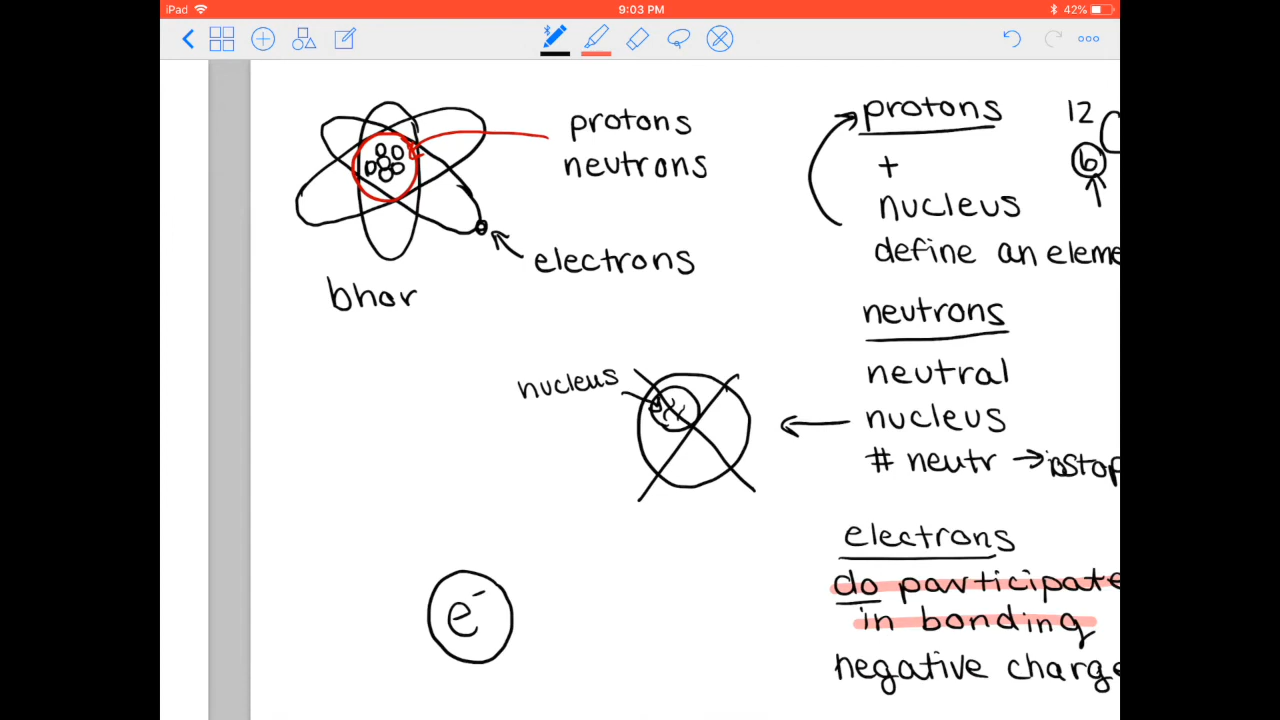 iPad
9:03 PM
42%
protons
neutrons
electrons
bhor
nucleus
e-
protons
+
nucleus
define an eleme
12
6
neutrons
neutral
nucleus
# neutr →
electrons
do participate
in bonding
negative charge